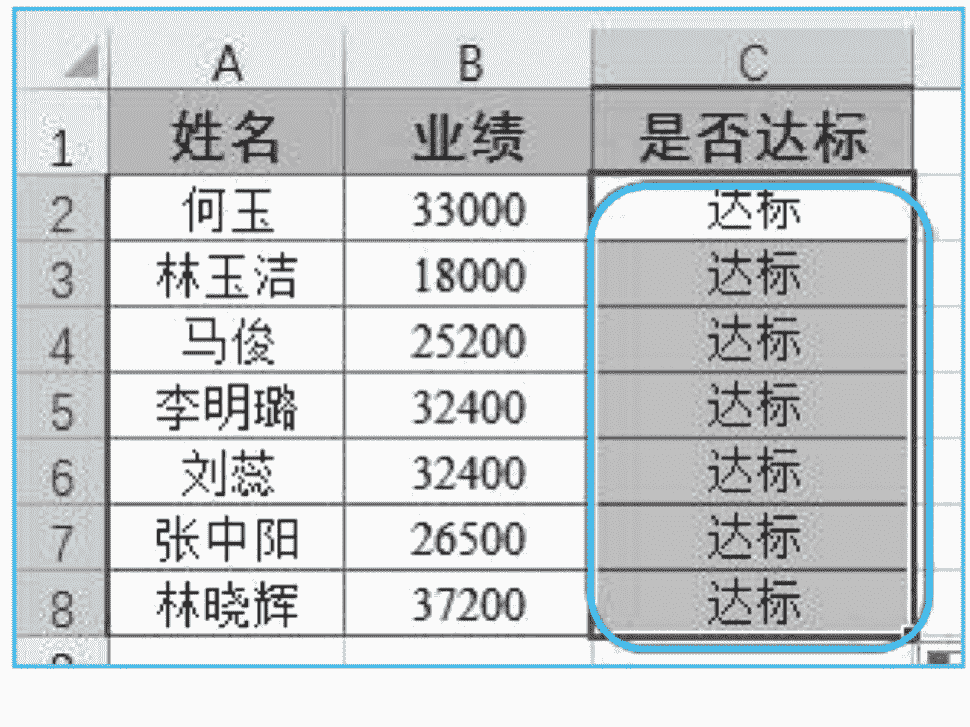 A B C
1 姓名 业绩 是否达标
2 何玉 33000 达标
3 林玉洁 18000 达标
4 马俊 25200 达标
5 李明璐 32400 达标
6 刘蕊 32400 达标
7 张中阳 26500 达标
8 林晓辉 37200 达标